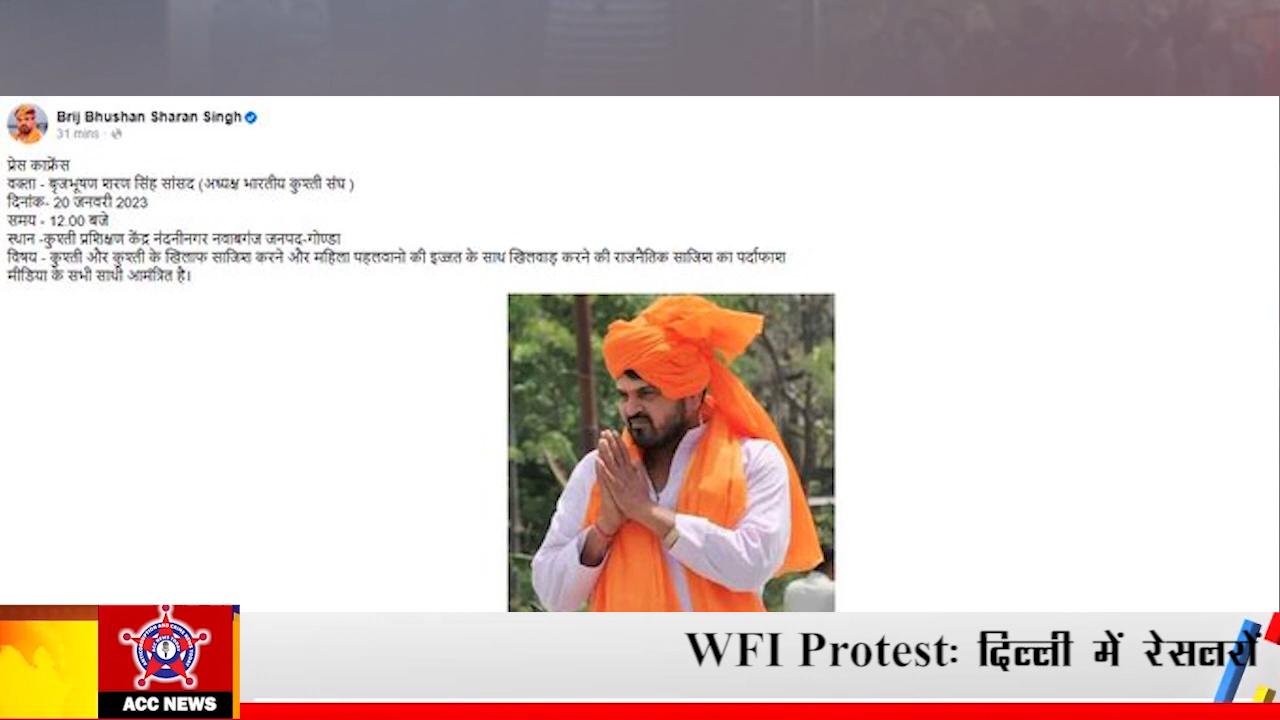 Brij Bhushan Sharan Singh
31 mins ·
प्रेस कांफ्रेंस
वक्ता - बृजभूषण शरण सिंह सांसद (अध्यक्ष भारतीय कुश्ती संघ )
दिनांक- 20 जनवरी 2023
समय - 12.00 बजे
स्थान -कुश्ती प्रशिक्षण केंद्र नंदनीनगर नवाबगंज जनपद-गोण्डा
विषय - कुश्ती और कुश्ती के खिलाफ साजिश करने और महिला पहलवानो की इज्जत के साथ खिलवाड़ करने की राजनैतिक साजिश का पर्दाफाश
मीडिया के सभी साथी आमंत्रित है।
WFI Protest: दिल्ली में रेसलरों
ACC NEWS